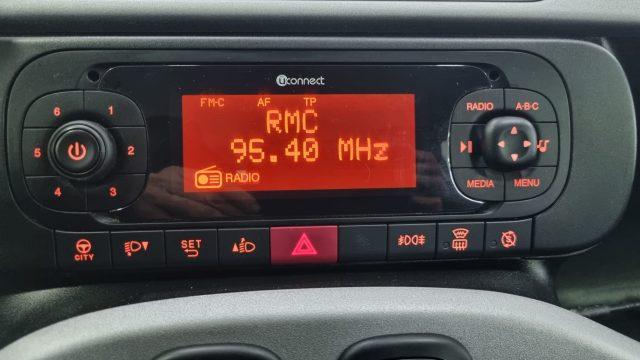 uconnect
FM-C AF TP
RMC
95.40 MHz
RADIO
6 1
5 2
4 3
RADIO A·B·C
MEDIA MENU
CITY
SET